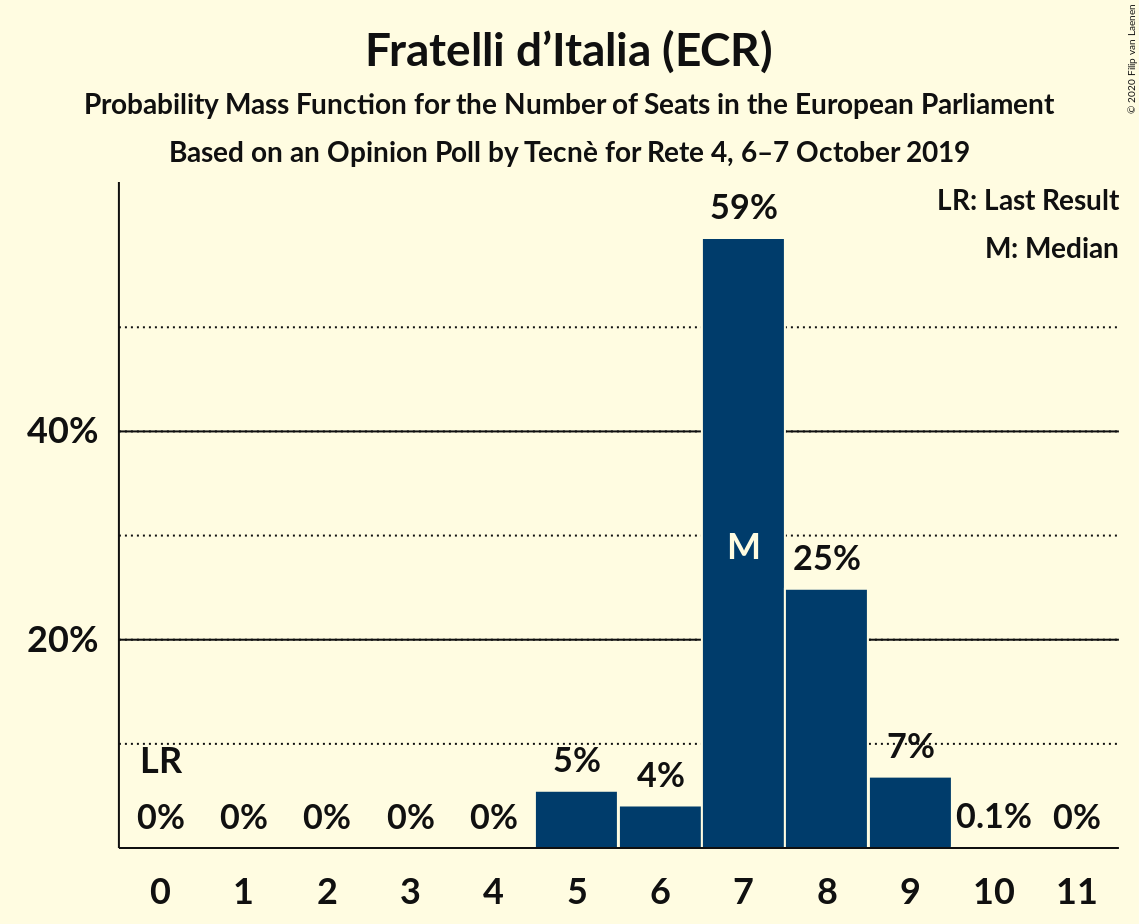 Fratelli d’Italia (ECR)
Probability Mass Function for the Number of Seats in the European Parliament
Based on an Opinion Poll by Tecnè for Rete 4, 6–7 October 2019
© 2020 Filip van Laenen
LR: Last Result
M: Median
59%
40%
M
25%
20%
LR
5%
4%
7%
0%
0%
0%
0%
0%
0.1%
0%
0 1 2 3 4 5 6 7 8 9 10 11